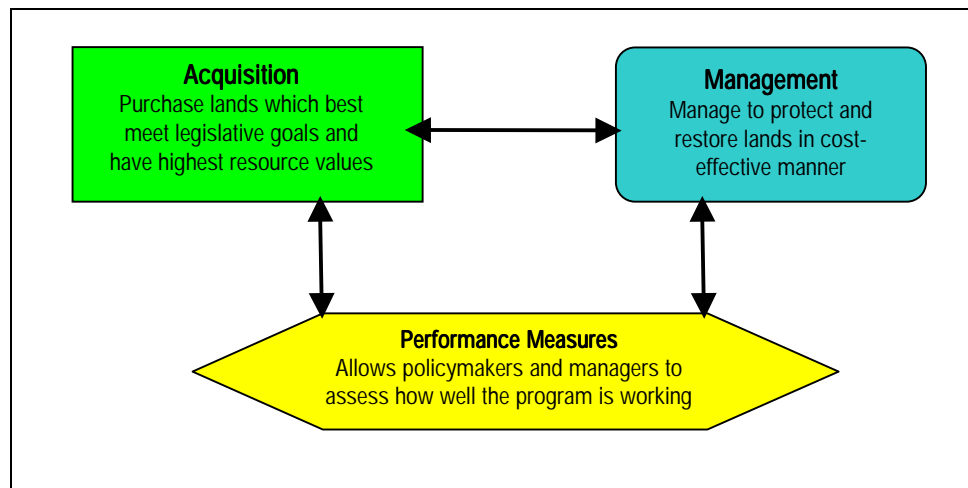 Acquisition
Purchase lands which best
meet legislative goals and
have highest resource values
Management
Manage to protect and
restore lands in cost-
effective manner
Performance Measures
Allows policymakers and managers to
assess how well the program is working